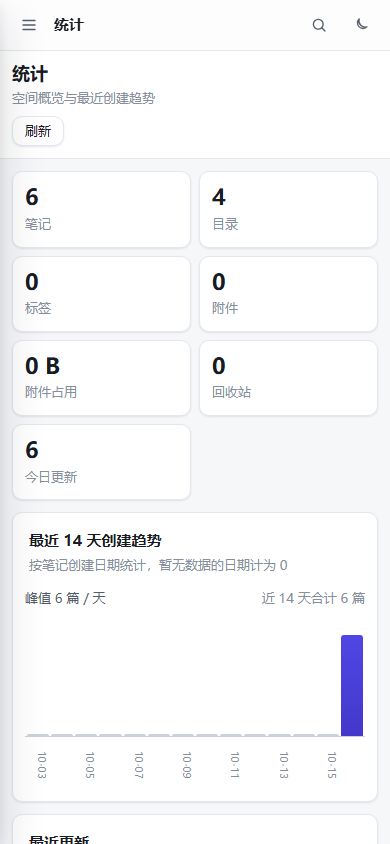 统计
统计
空间概览与最近创建趋势
刷新
6
笔记
4
目录
0
标签
0
附件
0 B
附件占用
0
回收站
6
今日更新
最近 14 天创建趋势
按笔记创建日期统计，暂无数据的日期计为 0
峰值 6 篇 / 天
近 14 天合计 6 篇
10-03
10-05
10-07
10-09
10-11
10-13
10-15
最近更新